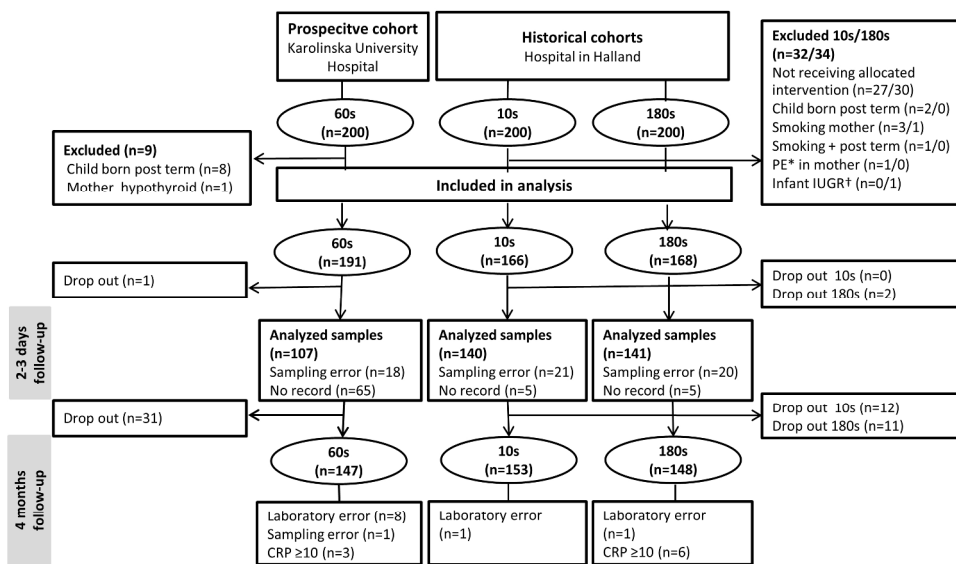 Prospecitve cohort
Karolinska University
Hospital
Historical cohorts
Hospital in Halland
Excluded 10s/180s
(n=32/34)
Not receiving allocated
intervention (n=27/30)
Child born post term (n=2/0)
Smoking mother (n=3/1)
Smoking + post term (n=1/0)
PE* in mother (n=1/0)
Infant IUGR† (n=0/1)
60s
(n=200)
10s
(n=200)
180s
(n=200)
Excluded (n=9)
Child born post term (n=8)
Mother hypothyroid (n=1)
Included in analysis
60s
(n=191)
10s
(n=166)
180s
(n=168)
Drop out (n=1)
Drop out 10s (n=0)
Drop out 180s (n=2)
2-3 days
follow-up
Analyzed samples
(n=107)
Sampling error (n=18)
No record (n=65)
Analyzed samples
(n=140)
Sampling error (n=21)
No record (n=5)
Analyzed samples
(n=141)
Sampling error (n=20)
No record (n=5)
Drop out (n=31)
Drop out 10s (n=12)
Drop out 180s (n=11)
4 months
follow-up
60s
(n=147)
10s
(n=153)
180s
(n=148)
Laboratory error (n=8)
Sampling error (n=1)
CRP ≥10 (n=3)
Laboratory error
(n=1)
Laboratory error
(n=1)
CRP ≥10 (n=6)